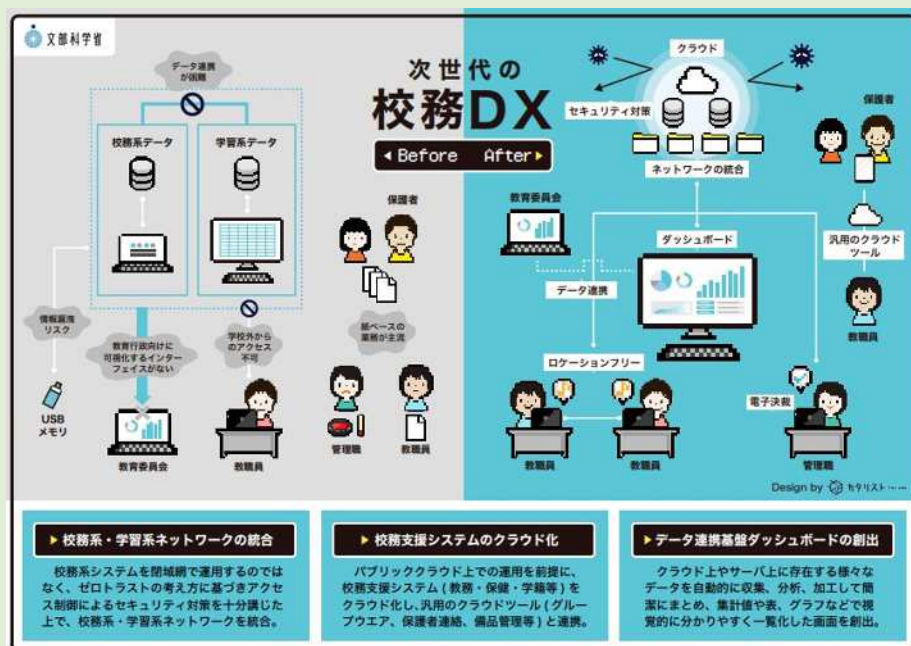 文部科学省
次世代の
校務DX
◀Before After▶
データ連携
が困難
校務系データ
学習系データ
情報漏洩
リスク
教育行政向けに
可視化するインター
フェイスがない
学校外から
のアクセス
不可
USB
メモリ
教育委員会
教職員
保護者
紙ベースの
業務が主流
管理職
教職員
クラウド
セキュリティ対策
ネットワークの統合
教育委員会
ダッシュボード
データ連携
ロケーションフリー
教職員
教職員
電子決裁
管理職
保護者
汎用のクラウド
ツール
教職員
Design by カタリスト
▶校務系・学習系ネットワークの統合
校務系システムを閉域網で運用するのでは
なく、ゼロトラストの考え方に基づきアクセ
ス制御によるセキュリティ対策を十分講じた
上で、校務系・学習系ネットワークを統合。
▶校務支援システムのクラウド化
パブリッククラウド上での運用を前提に、
校務支援システム(教務・保健・学籍等)を
クラウド化し、汎用のクラウドツール(グルー
プウエア、保護者連絡、備品管理等)と連携。
▶データ連携基盤ダッシュボードの創出
クラウド上やサーバ上に存在する様々な
データを自動的に収集、分析、加工して簡
潔にまとめ、集計値や表、グラフなどで視
覚的に分かりやすく一覧化した画面を創出。